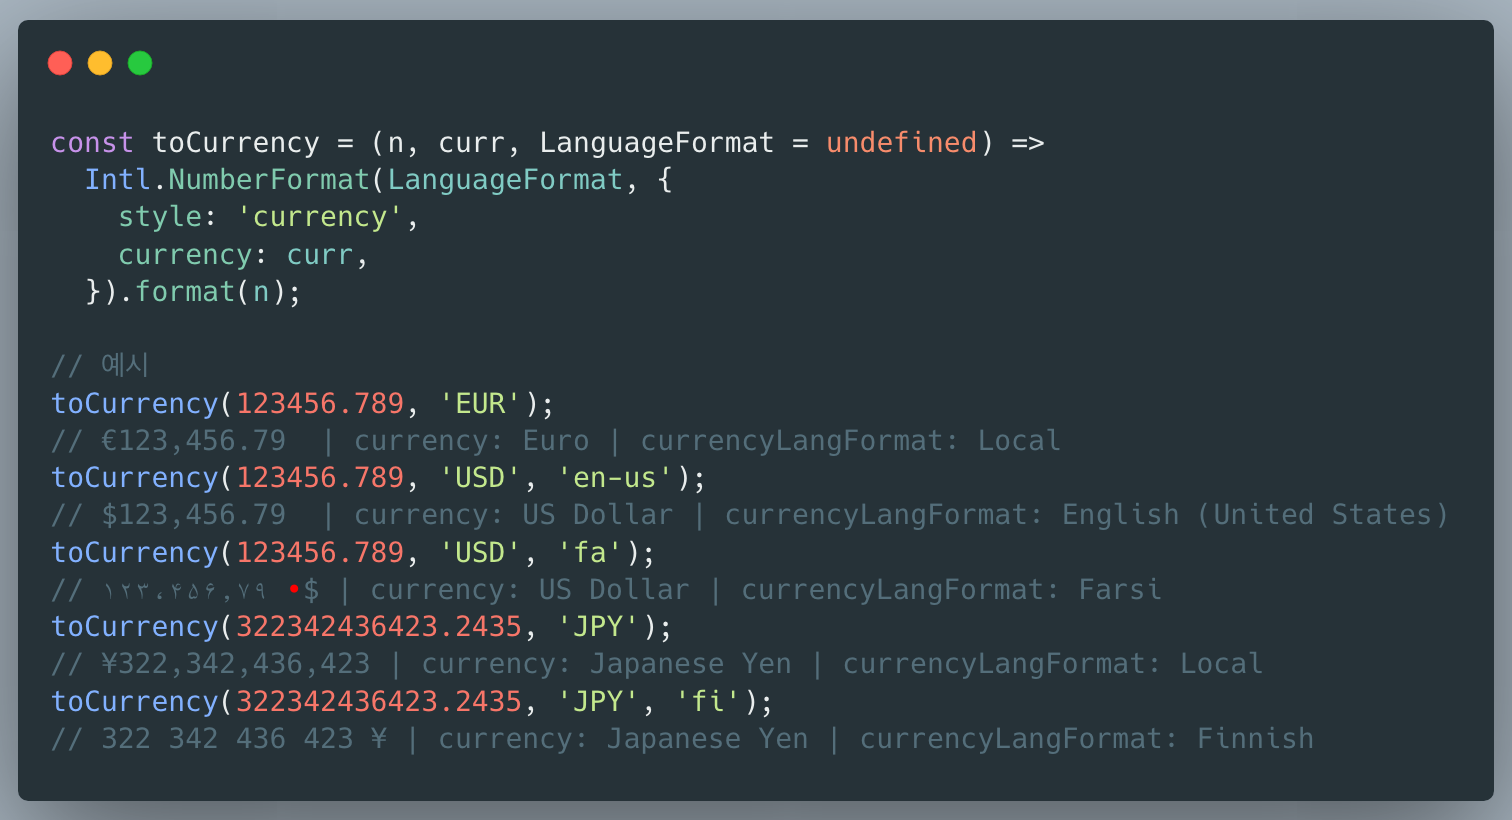 const toCurrency = (n, curr, LanguageFormat = undefined) =>
  Intl.NumberFormat(LanguageFormat, {
    style: 'currency',
    currency: curr,
  }).format(n);

// 예시
toCurrency(123456.789, 'EUR');
// €123,456.79  | currency: Euro | currencyLangFormat: Local
toCurrency(123456.789, 'USD', 'en-us');
// $123,456.79  | currency: US Dollar | currencyLangFormat: English (United States)
toCurrency(123456.789, 'USD', 'fa');
// ۱۲۳،۴۵۶,۷۹ •$ | currency: US Dollar | currencyLangFormat: Farsi
toCurrency(322342436423.2435, 'JPY');
// ¥322,342,436,423 | currency: Japanese Yen | currencyLangFormat: Local
toCurrency(322342436423.2435, 'JPY', 'fi');
// 322 342 436 423 ¥ | currency: Japanese Yen | currencyLangFormat: Finnish